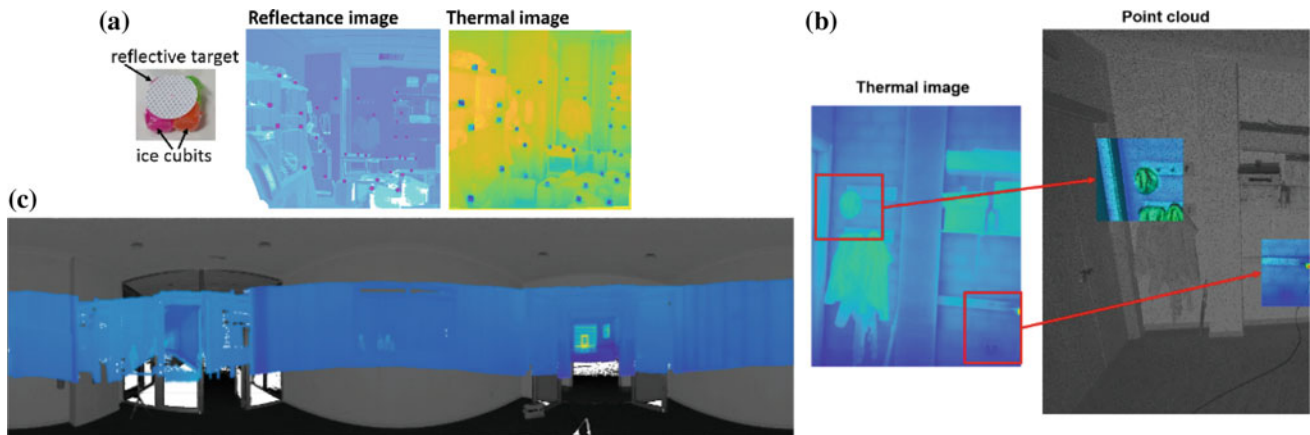 (a)
Reflectance image
Thermal image
reflective target
ice cubits
(b)
Point cloud
Thermal image
(c)